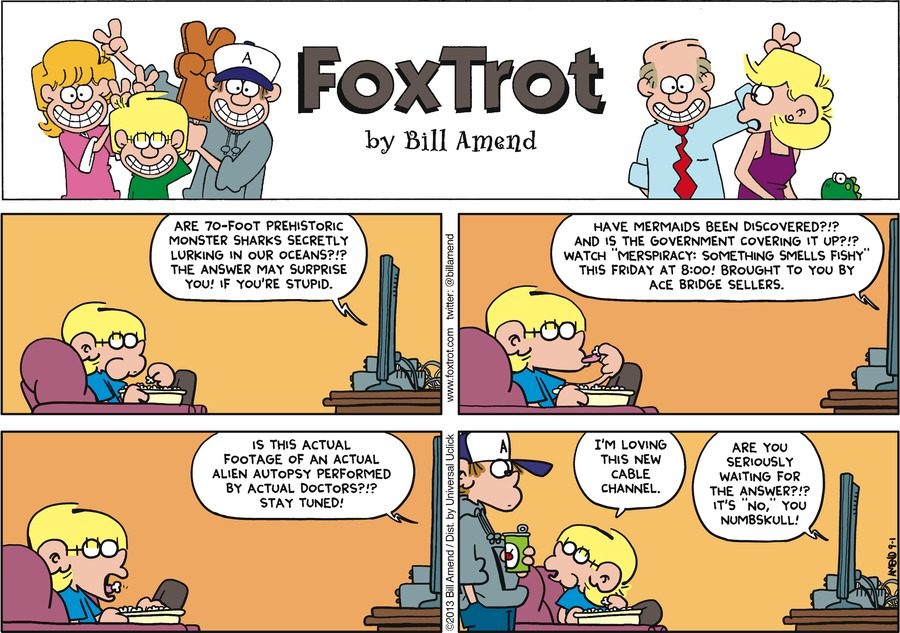 A
FoxTrot
by Bill Amend
ARE 70-FOOT PREHISTORIC
MONSTER SHARKS SECRETLY
LURKING IN OUR OCEANS?!?
THE ANSWER MAY SURPRISE
YOU! IF YOU'RE STUPID.
www.foxtrot.com twitter: @billamend
HAVE MERMAIDS BEEN DISCOVERED?!?
AND IS THE GOVERNMENT COVERING IT UP?!?
WATCH "MERSPIRACY: SOMETHING SMELLS FISHY"
THIS FRIDAY AT 8:00! BROUGHT TO YOU BY
ACE BRIDGE SELLERS.
IS THIS ACTUAL
FOOTAGE OF AN ACTUAL
ALIEN AUTOPSY PERFORMED
BY ACTUAL DOCTORS?!?
STAY TUNED!
©2013 Bill Amend / Dist. by Universal Uclick
A
I'M LOVING
THIS NEW
CABLE
CHANNEL.
ARE YOU
SERIOUSLY
WAITING FOR
THE ANSWER?!?
IT'S "NO," YOU
NUMBSKULL!
AMEND 9-1